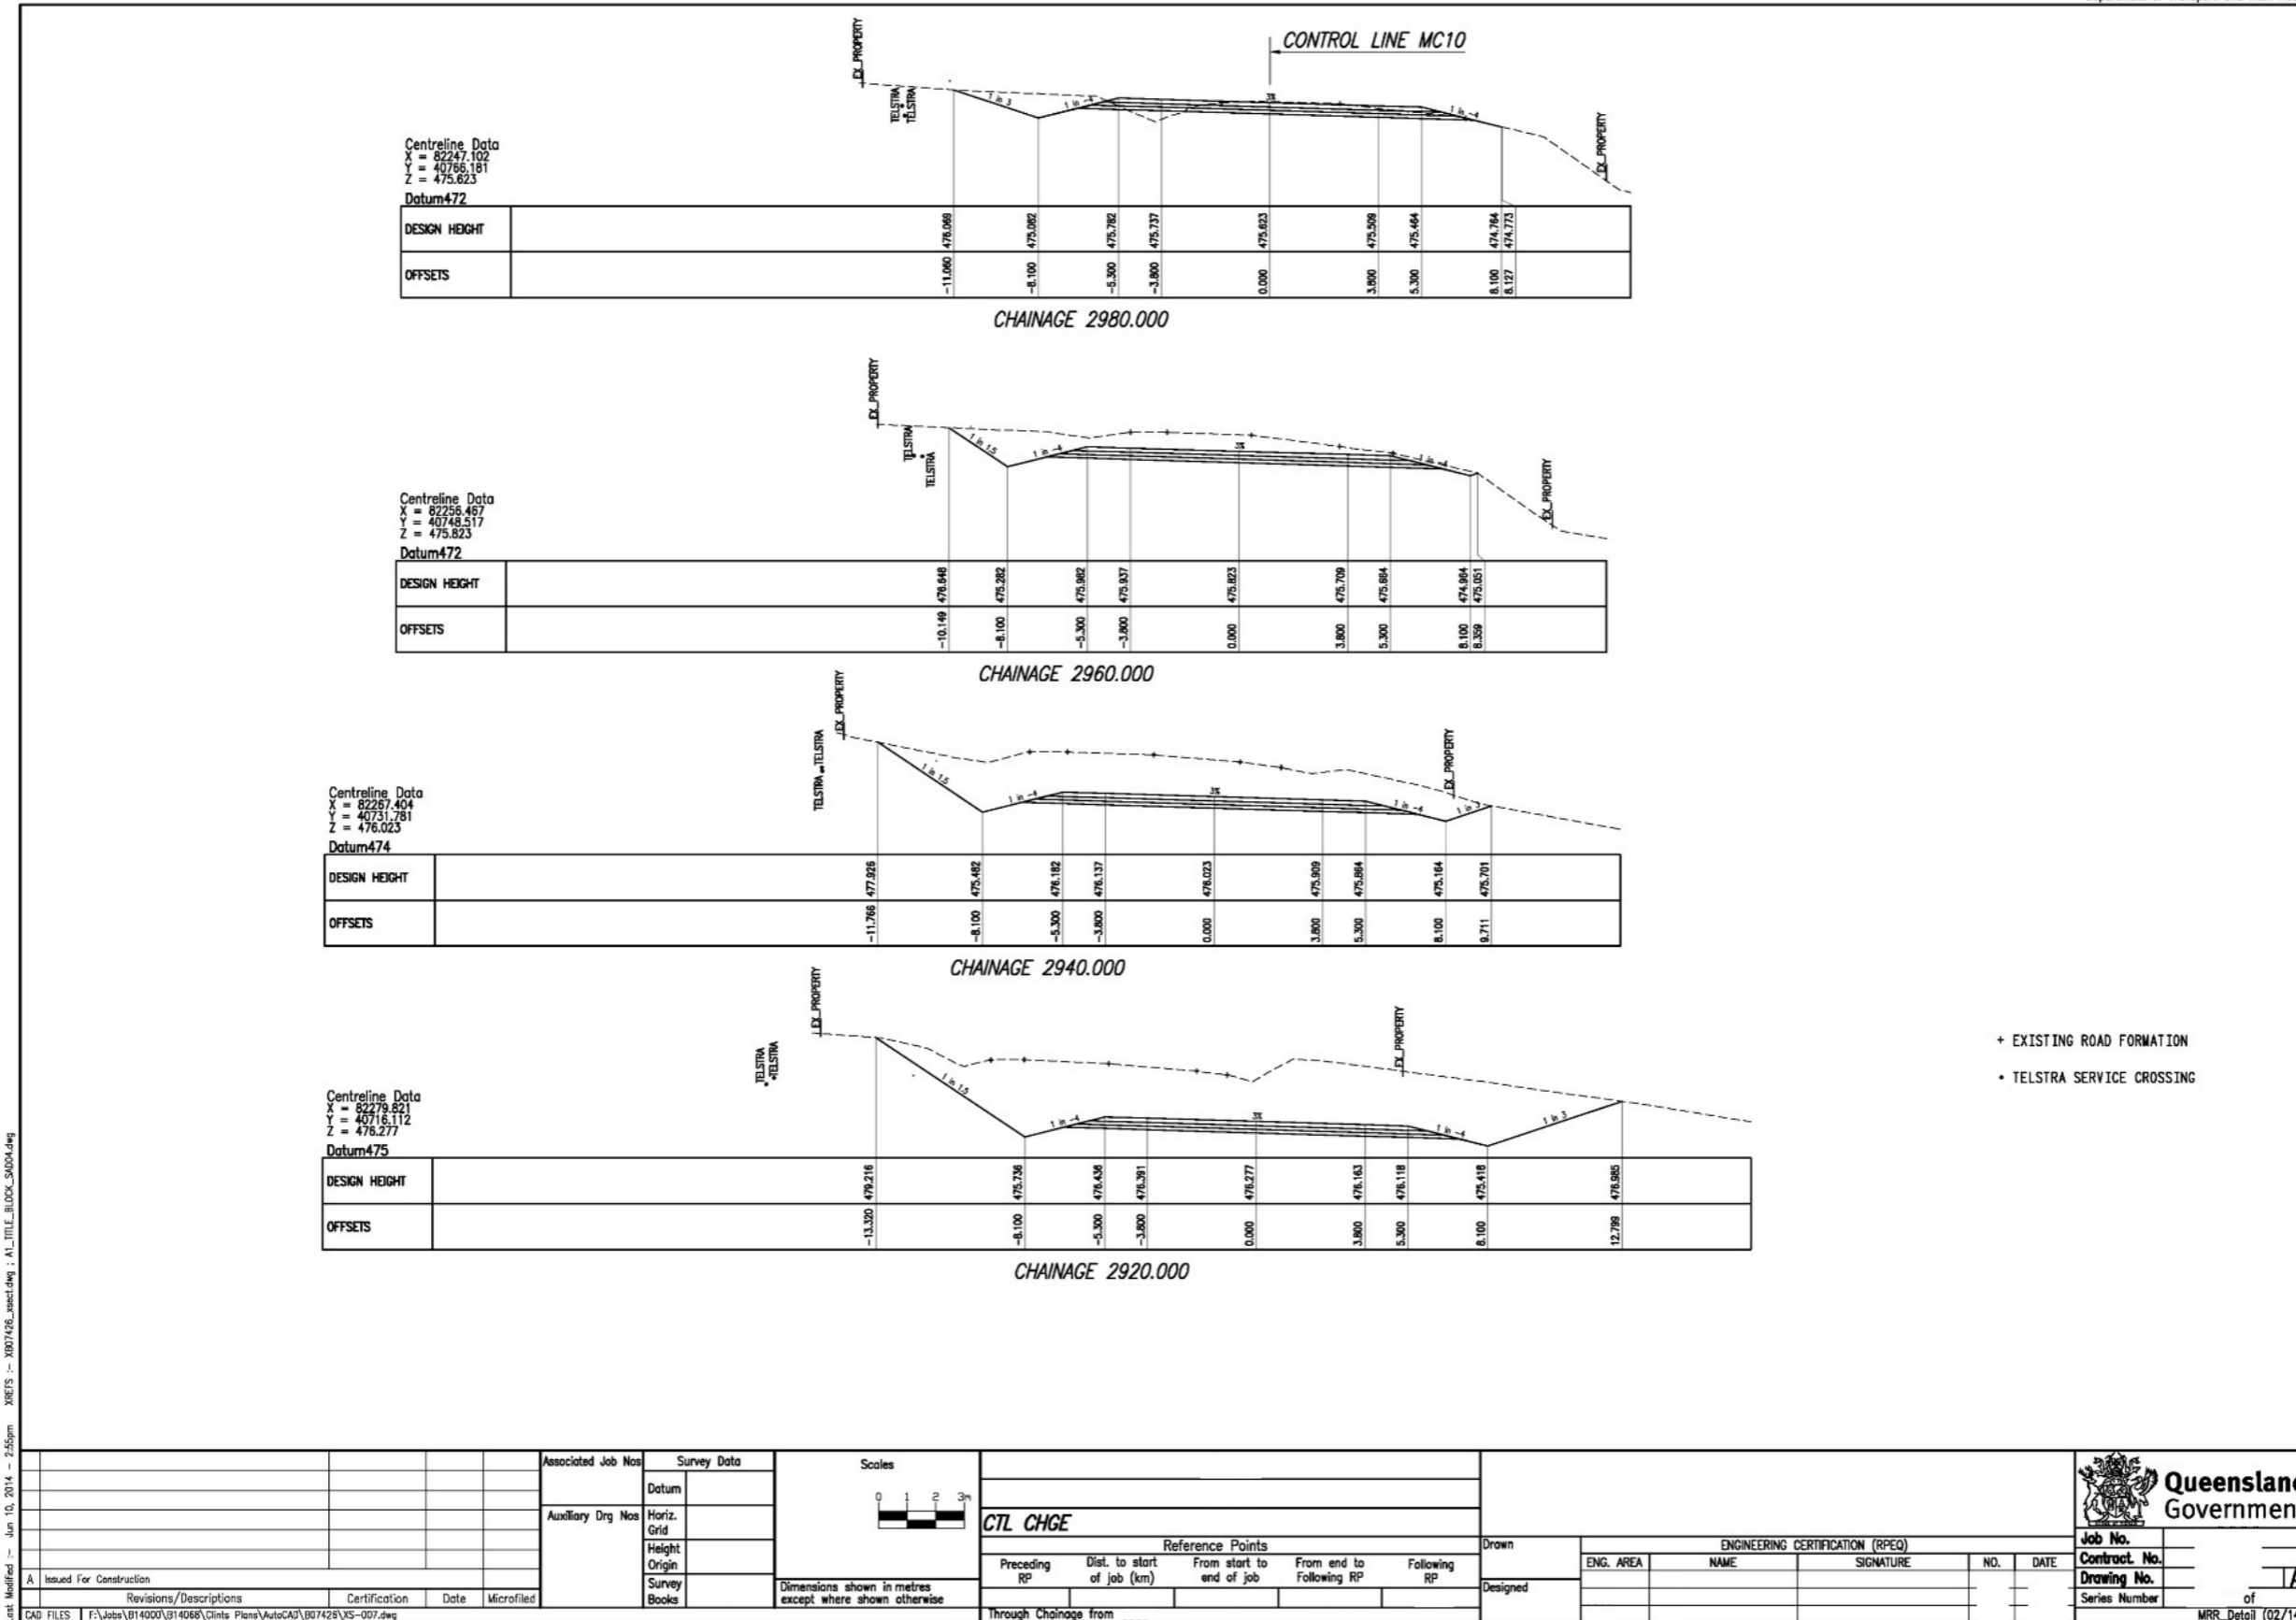 CONTROL LINE MC10
EX_PROPERTY
TELSTRA
TELSTRA
1 in 3
1 in -4
3%
1 in -4
EX_PROPERTY
Centreline Data
X = 82247.102
Y = 40766.181
Z = 475.623
Datum472
DESIGN HEIGHT 476.069 475.082 475.782 475.737 475.623 475.509 475.464 474.764 474.773
OFFSETS -11.060 -8.100 -5.300 -3.800 0.000 3.800 5.300 8.100 8.127
CHAINAGE 2980.000
EX_PROPERTY
TELSTRA
TELSTRA
1 in 1.5
1 in -4
3%
1 in -4
EX_PROPERTY
Centreline Data
X = 82256.467
Y = 40748.517
Z = 475.823
Datum472
DESIGN HEIGHT 476.648 475.282 475.982 475.937 475.823 475.709 475.664 474.964 475.051
OFFSETS -10.149 -8.100 -5.300 -3.800 0.000 3.800 5.300 8.100 8.359
CHAINAGE 2960.000
EX_PROPERTY
TELSTRA
TELSTRA
1 in 1.5
1 in -4
3%
1 in -4
1 in 3
EX_PROPERTY
Centreline Data
X = 82267.404
Y = 40731.781
Z = 476.023
Datum474
DESIGN HEIGHT 477.926 475.482 476.182 476.137 476.023 475.909 475.864 475.164 475.701
OFFSETS -11.766 -8.100 -5.300 -3.800 0.000 3.800 5.300 8.100 9.711
CHAINAGE 2940.000
EX_PROPERTY
TELSTRA
TELSTRA
1 in 1.5
1 in -4
3%
1 in -4
1 in 3
EX_PROPERTY
Centreline Data
X = 82279.821
Y = 40716.112
Z = 476.277
Datum475
DESIGN HEIGHT 479.216 475.736 476.436 476.391 476.277 476.163 476.118 475.418 476.985
OFFSETS -13.320 -8.100 -5.300 -3.800 0.000 3.800 5.300 8.100 12.799
CHAINAGE 2920.000
+ EXISTING ROAD FORMATION
• TELSTRA SERVICE CROSSING
Modified :- Jun 10, 2014 - 2:55pm XREFS :- XB07426_xsect.dwg ; A1_TITLE_BLOCK_SAD04.dwg
A Issued For Construction
Revisions/Descriptions Certification Date Microfiled
CAD FILES F:\Jobs\B14000\B14068\Clints Plans\AutoCAD\B07426\XS-007.dwg
Associated Job Nos
Auxiliary Drg Nos
Survey Data
Datum
Horiz. Grid
Height Origin
Survey Books
Scales
0 1 2 3m
Dimensions shown in metres
except where shown otherwise
CTL CHGE
Reference Points
Preceding RP
Dist. to start of job (km)
From start to end of job
From end to Following RP
Following RP
Through Chainage from
Drawn
Designed
ENGINEERING CERTIFICATION (RPEQ)
ENG. AREA NAME SIGNATURE NO. DATE
Queensland
Government
Job No.
Contract. No.
Drawing No. A
Series Number of
MRR_Detail (02/1